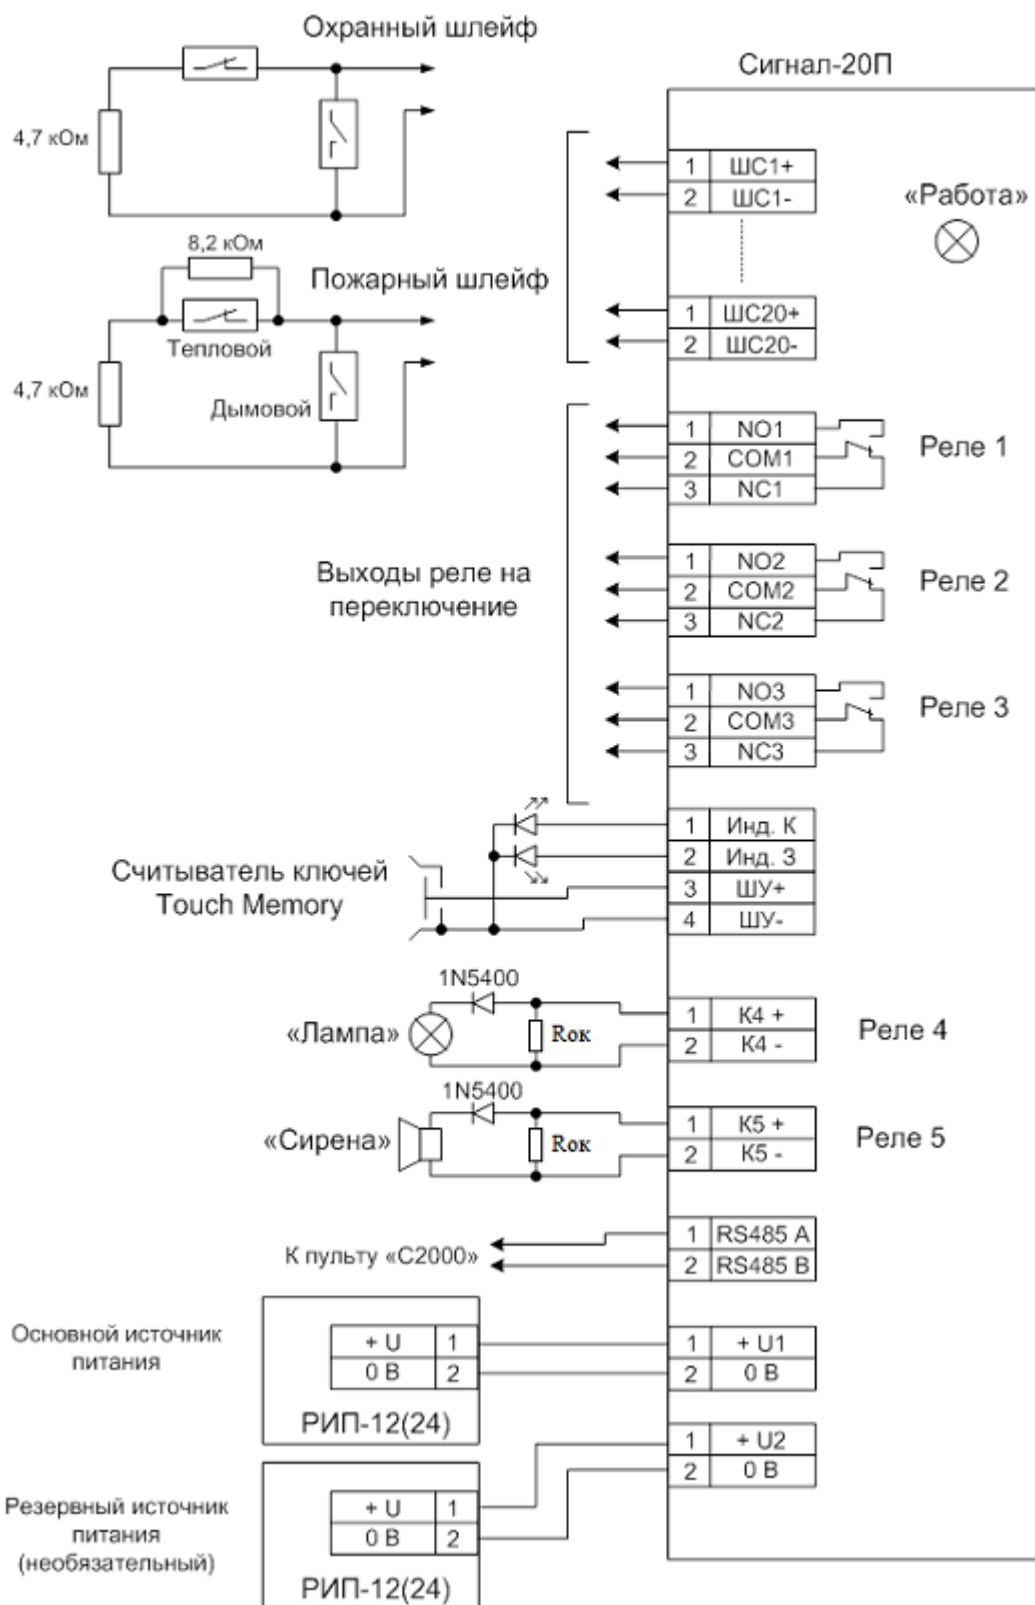 Охранный шлейф
Сигнал-20П
4,7 кОм
1 ШС1+
2 ШС1-
«Работа»
8,2 кОм
Пожарный шлейф
Тепловой
4,7 кОм
Дымовой
1 ШС20+
2 ШС20-
1 NO1
2 COM1
3 NC1
Реле 1
Выходы реле на
переключение
1 NO2
2 COM2
3 NC2
Реле 2
1 NO3
2 COM3
3 NC3
Реле 3
Считыватель ключей
Touch Memory
1 Инд. К
2 Инд. З
3 ШУ+
4 ШУ-
1N5400
«Лампа»
Rок
1 К4 +
2 К4 -
Реле 4
1N5400
«Сирена»
Rок
1 К5 +
2 К5 -
Реле 5
К пульту «С2000»
1 RS485 A
2 RS485 B
Основной источник
питания
+ U 1
0 В 2
РИП-12(24)
1 + U1
2 0 В
1 + U2
2 0 В
Резервный источник
питания
(необязательный)
+ U 1
0 В 2
РИП-12(24)